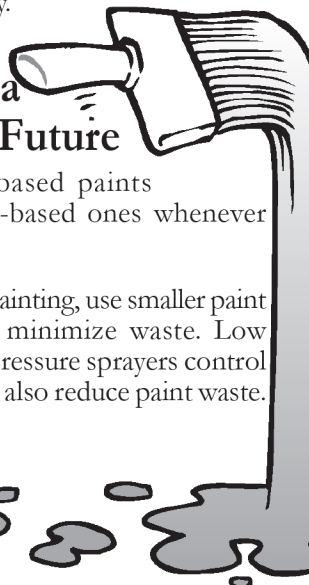 y.
a
Future
based paints
-based ones whenever
ainting, use smaller paint
minimize waste. Low
ressure sprayers control
also reduce paint waste.